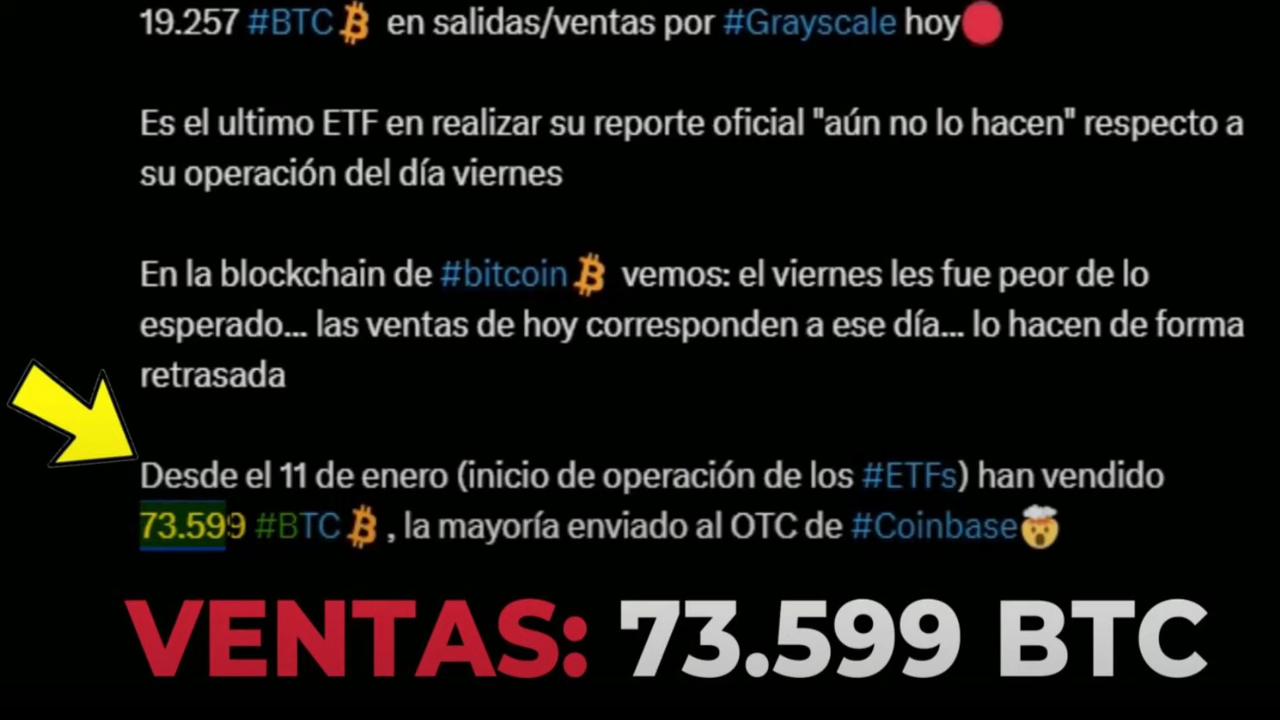 19.257 #BTC en salidas/ventas por #Grayscale hoy
Es el ultimo ETF en realizar su reporte oficial "aún no lo hacen" respecto a
su operación del día viernes
En la blockchain de #bitcoin vemos: el viernes les fue peor de lo
esperado... las ventas de hoy corresponden a ese día... lo hacen de forma
retrasada
Desde el 11 de enero (inicio de operación de los #ETFs) han vendido
73.599 #BTC , la mayoría enviado al OTC de #Coinbase🤯
VENTAS: 73.599 BTC